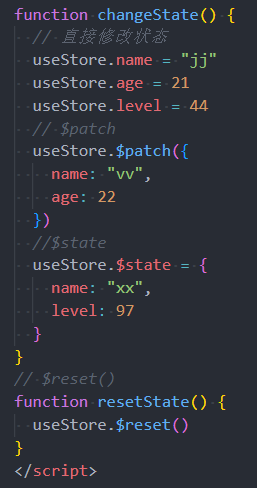 function changeState() {
// 直接修改状态
useStore.name = "jj"
useStore.age = 21
useStore.level = 44
// $patch
useStore.$patch({
name: "vv",
age: 22
})
//$state
useStore.$state = {
name: "xx",
level: 97
}
}
// $reset()
function resetState() {
useStore.$reset()
}
</script>